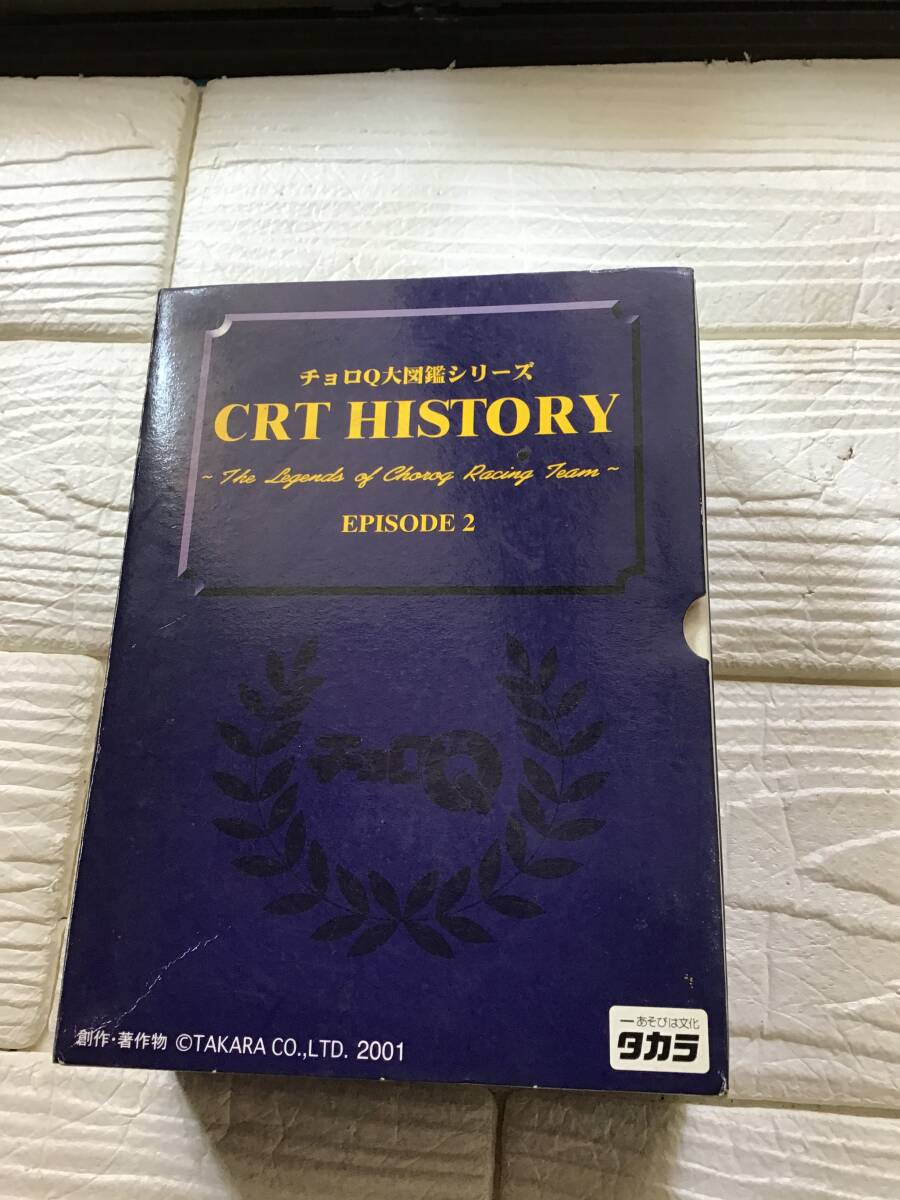 チョロQ大図鑑シリーズ
CRT HISTORY
~ The Legends of Choroq Racing Team ~
EPISODE 2
チョロQ
創作・著作物 ©TAKARA CO.,LTD. 2001
ーあそびは文化
タカラ